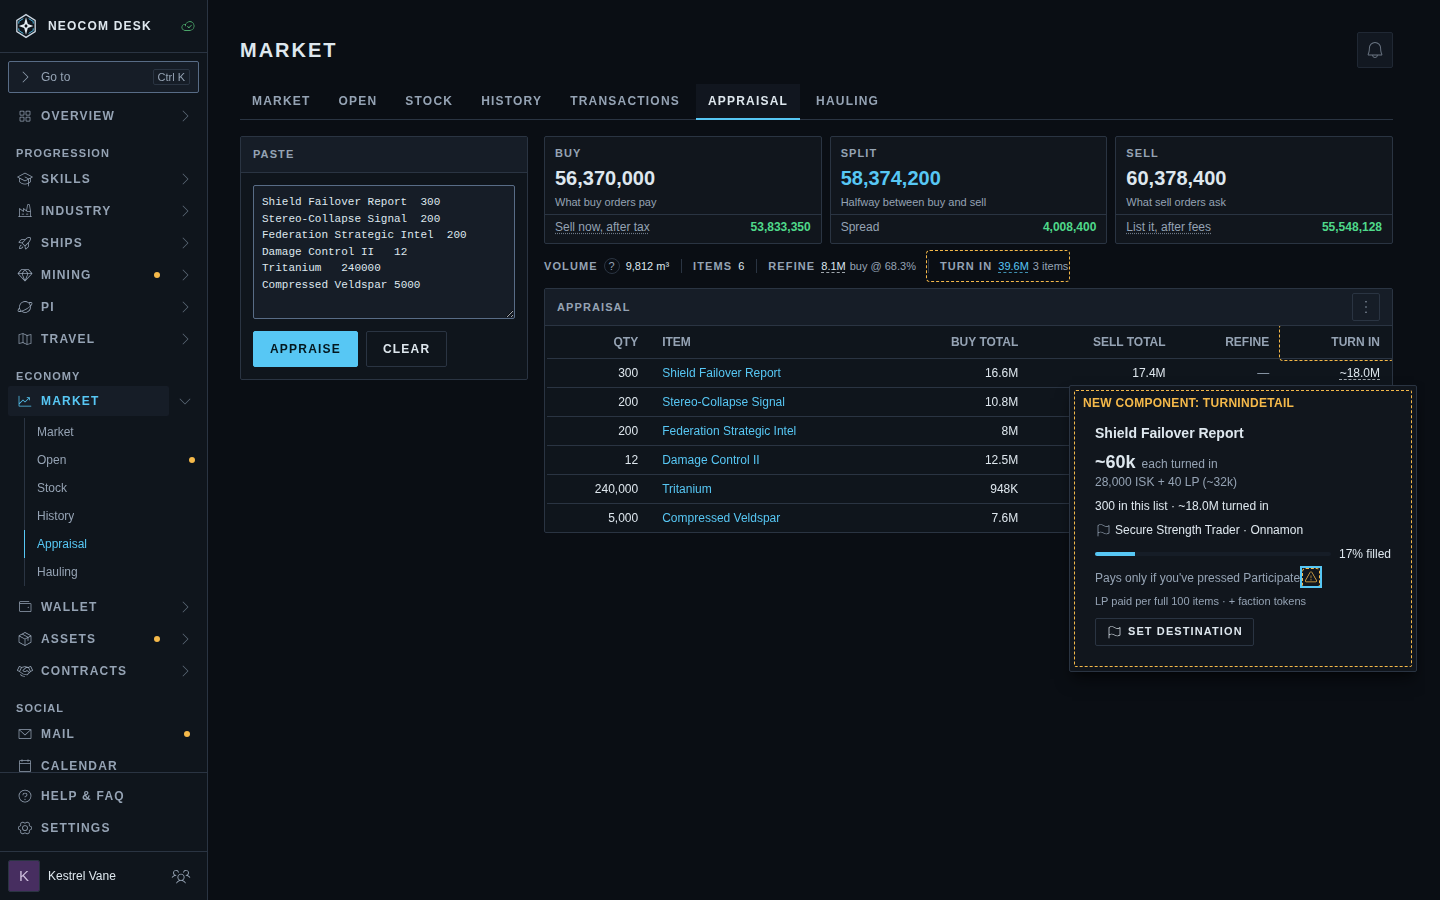 NEOCOM DESK
Go to
Ctrl K
OVERVIEW
PROGRESSION
SKILLS
INDUSTRY
SHIPS
MINING
PI
TRAVEL
ECONOMY
MARKET
Market
Open
Stock
History
Appraisal
Hauling
WALLET
ASSETS
CONTRACTS
SOCIAL
MAIL
CALENDAR
HELP & FAQ
SETTINGS
K Kestrel Vane
MARKET
MARKET OPEN STOCK HISTORY TRANSACTIONS APPRAISAL HAULING
PASTE
Shield Failover Report 300
Stereo-Collapse Signal 200
Federation Strategic Intel 200
Damage Control II 12
Tritanium 240000
Compressed Veldspar 5000
APPRAISE CLEAR
BUY
56,370,000
What buy orders pay
Sell now, after tax 53,833,350
SPLIT
58,374,200
Halfway between buy and sell
Spread 4,008,400
SELL
60,378,400
What sell orders ask
List it, after fees 55,548,128
VOLUME ? 9,812 m³ ITEMS 6 REFINE 8.1M buy @ 68.3% TURN IN 39.6M 3 items
APPRAISAL
QTY ITEM BUY TOTAL SELL TOTAL REFINE TURN IN
300 Shield Failover Report 16.6M 17.4M — ~18.0M
200 Stereo-Collapse Signal 10.8M
200 Federation Strategic Intel 8M
12 Damage Control II 12.5M
240,000 Tritanium 948K
5,000 Compressed Veldspar 7.6M
NEW COMPONENT: TURNINDETAIL
Shield Failover Report
~60k each turned in
28,000 ISK + 40 LP (~32k)
300 in this list · ~18.0M turned in
Secure Strength Trader · Onnamon
17% filled
Pays only if you've pressed Participate
LP paid per full 100 items · + faction tokens
SET DESTINATION